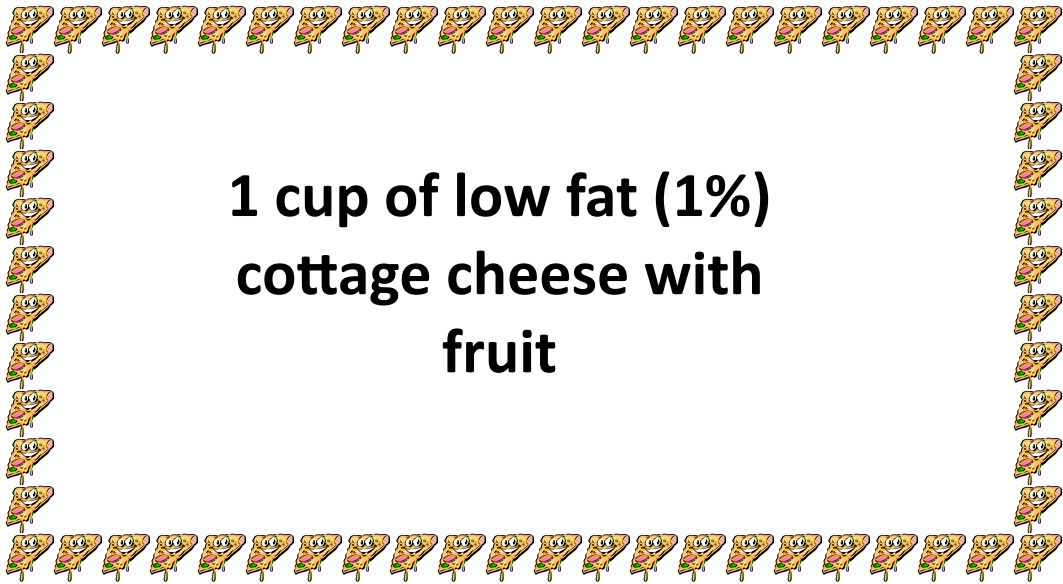 1 cup of low fat (1%)
cottage cheese with
fruit